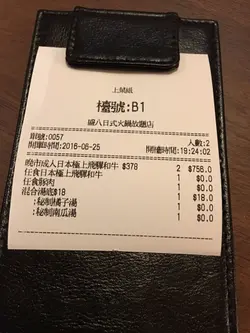 上菜紙
檯號:B1
盛八日式火鍋放題店
單號:0057 人數:2
開單時間:2016-06-25 開檯時間:19:24:02
晚市成人日本極上飛驒和牛 $378 2 $756.0
任食日本極上飛驒和牛 1 $0.0
任食豚肉 1 $0.0
混合湯底$18 1 $18.0
:秘制橘子湯 1 $0.0
:秘制南瓜湯 1 $0.0